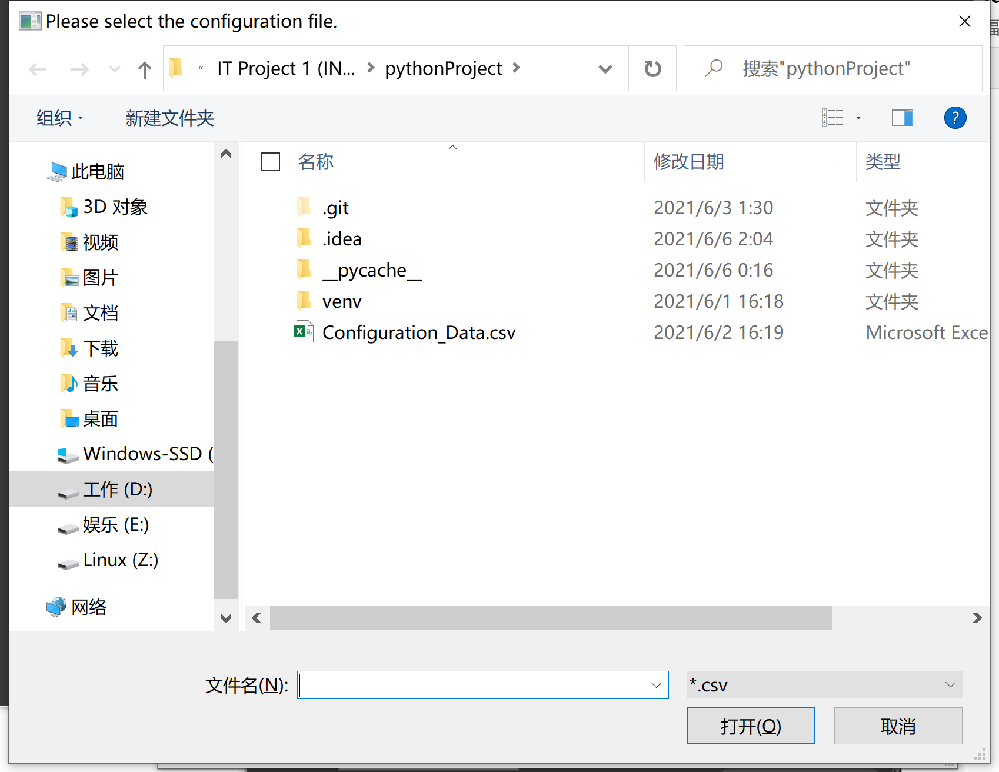 Please select the configuration file.
« IT Project 1 (IN... > pythonProject >
搜索"pythonProject"
组织
新建文件夹
名称
修改日期
类型
此电脑
3D 对象
视频
图片
文档
下载
音乐
桌面
Windows-SSD (
工作 (D:)
娱乐 (E:)
Linux (Z:)
网络
.git 2021/6/3 1:30 文件夹
.idea 2021/6/6 2:04 文件夹
__pycache__ 2021/6/6 0:16 文件夹
venv 2021/6/1 16:18 文件夹
Configuration_Data.csv 2021/6/2 16:19 Microsoft Exce
文件名(N):
*.csv
打开(O)
取消